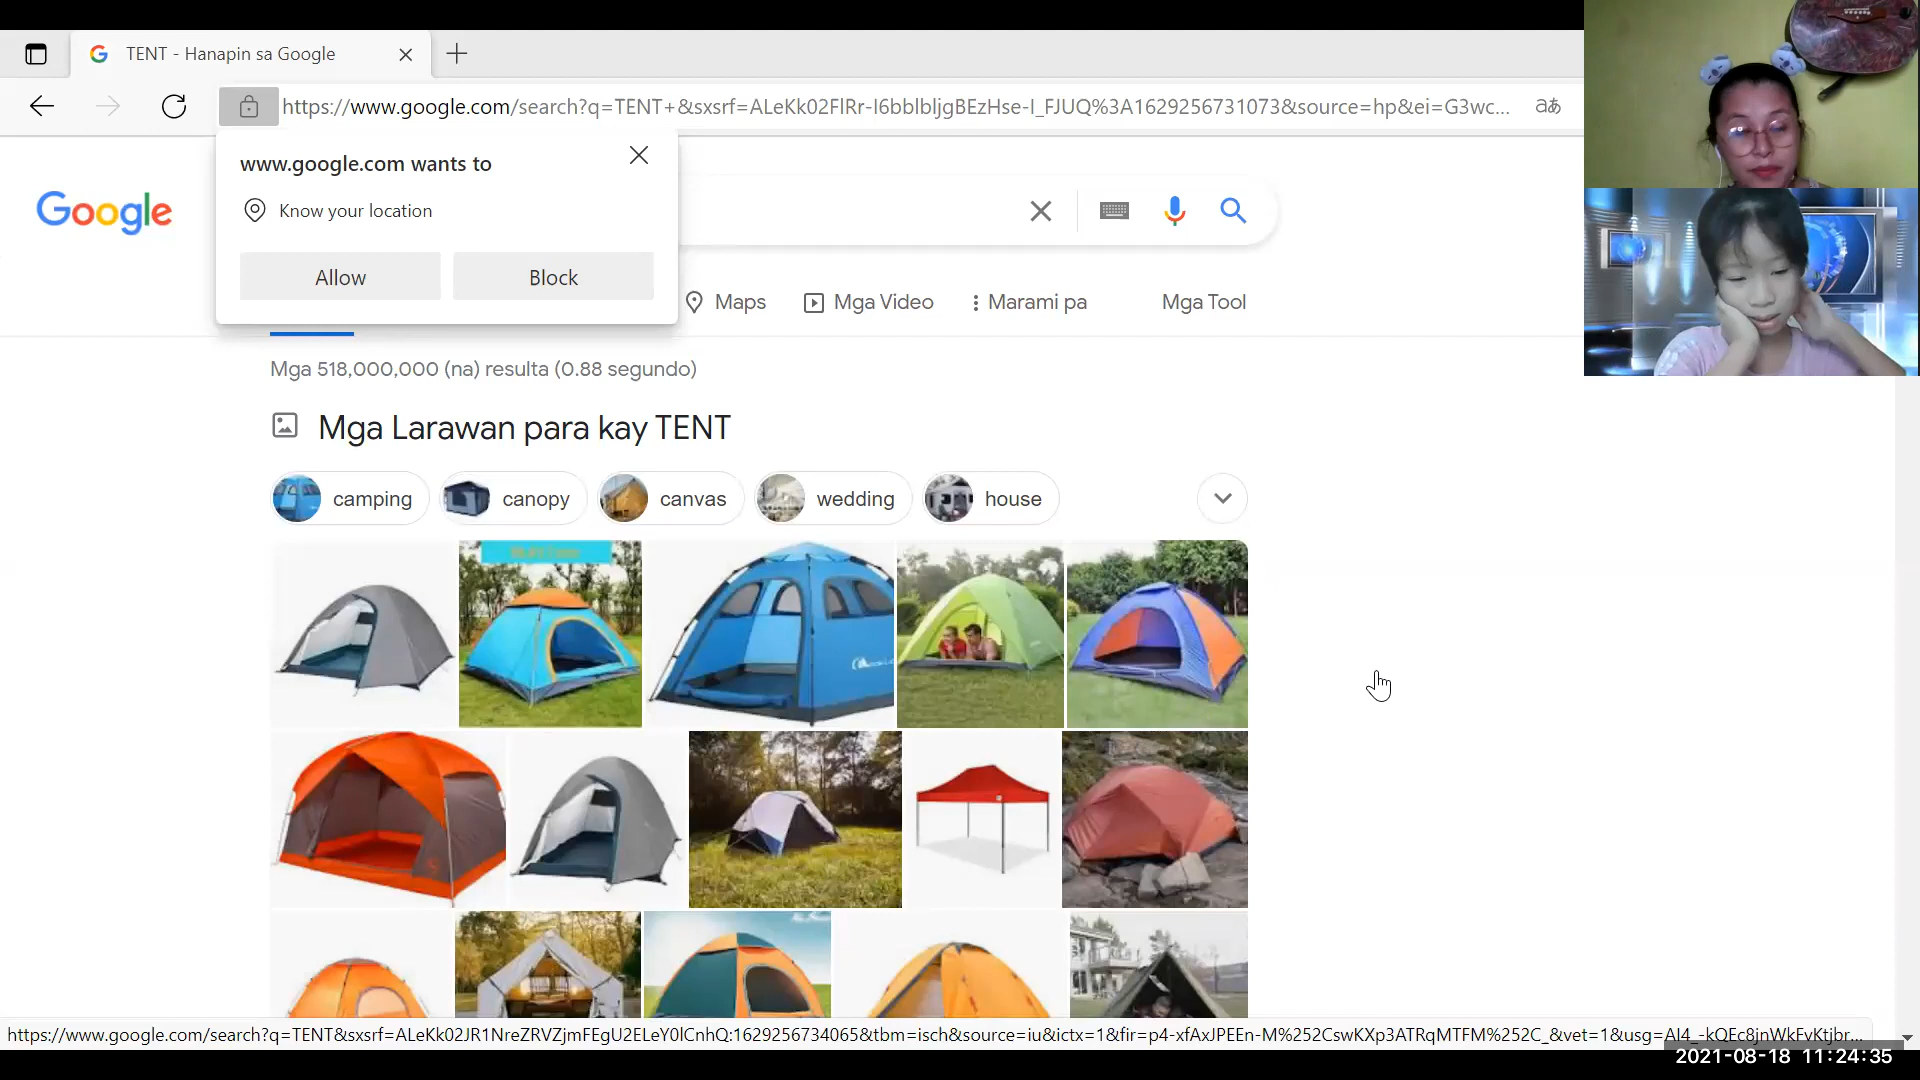 TENT - Hanapin sa Google
https://www.google.com/search?q=TENT+&sxsrf=ALeKk02FlRr-I6bblbljgBEzHse-I_FJUQ%3A1629256731073&source=hp&ei=G3wc...
www.google.com wants to
Know your location
Allow Block
Google
Maps Mga Video Marami pa Mga Tool
Mga 518,000,000 (na) resulta (0.88 segundo)
Mga Larawan para kay TENT
camping canopy canvas wedding house
https://www.google.com/search?q=TENT&sxsrf=ALeKk02JR1NreZRVZjmFEgU2ELeY0lCnhQ:1629256734065&tbm=isch&source=iu&ictx=1&fir=p4-xfAxJPEEn-M%252CswKXp3ATRqMTFM%252C_&vet=1&usg=AI4_-kQEc8jnWkFvKtjbr...
2021-08-18 11:24:35